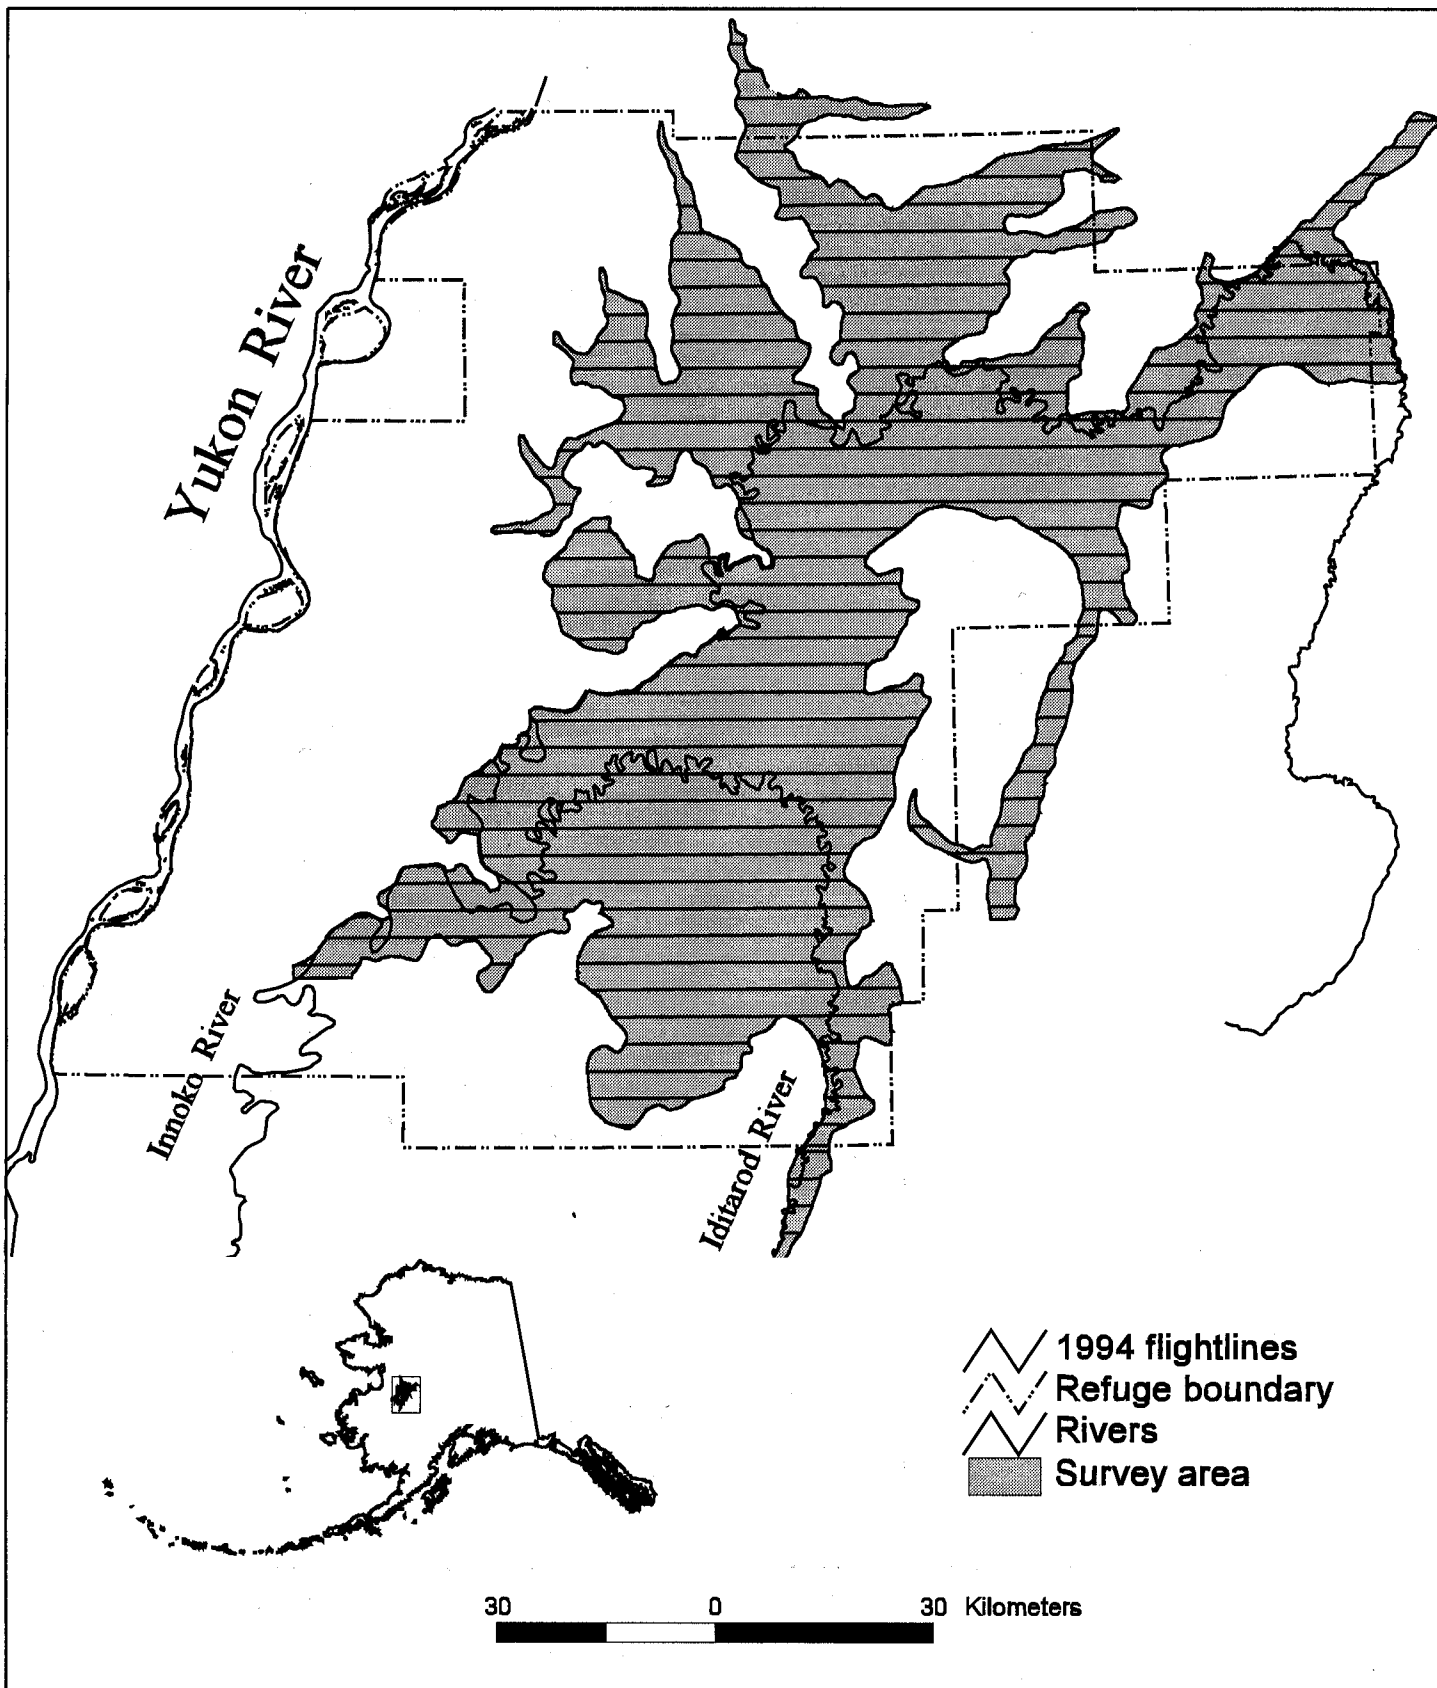 Yukon River
Innoko River
Iditarod River
1994 flightlines
Refuge boundary
Rivers
Survey area
30 0 30 Kilometers